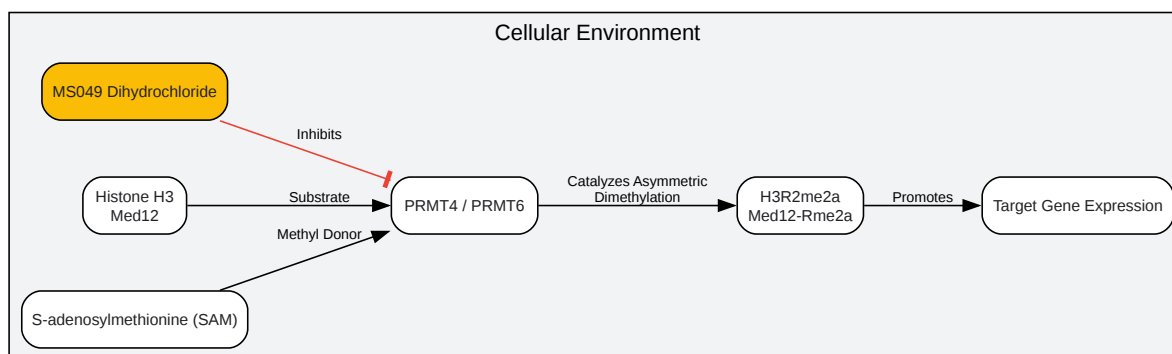 Cellular Environment
MS049 Dihydrochloride
Inhibits
Histone H3
Med12
Substrate
PRMT4 / PRMT6
Catalyzes Asymmetric
Dimethylation
H3R2me2a
Med12-Rme2a
Promotes
Target Gene Expression
Methyl Donor
S-adenosylmethionine (SAM)